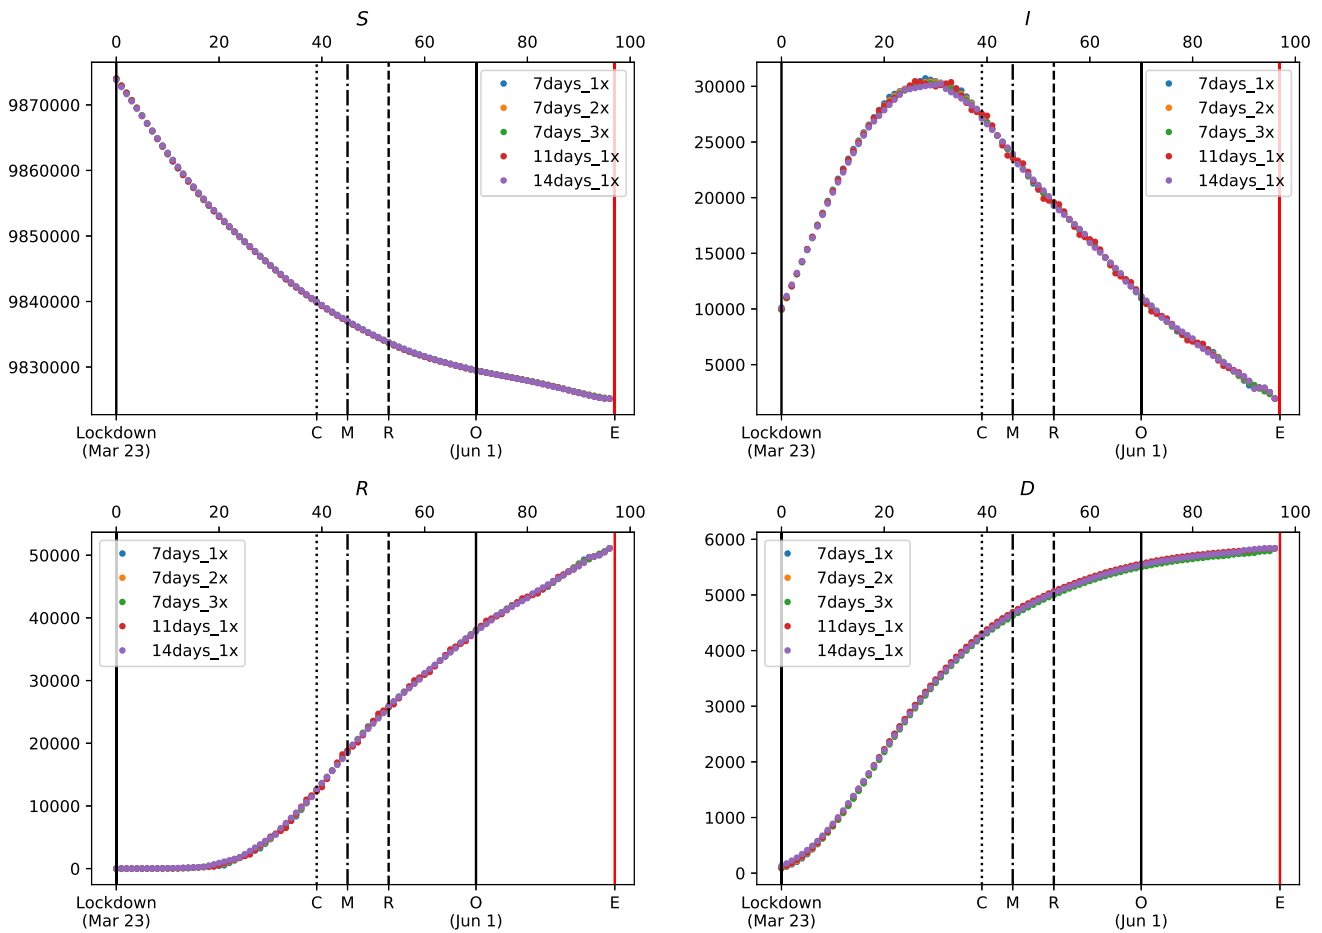 S
0 20 40 60 80 100
9870000
9860000
9850000
9840000
9830000
7days_1x
7days_2x
7days_3x
11days_1x
14days_1x
Lockdown C M R O E
(Mar 23) (Jun 1)
I
0 20 40 60 80 100
30000
25000
20000
15000
10000
5000
7days_1x
7days_2x
7days_3x
11days_1x
14days_1x
Lockdown C M R O E
(Mar 23) (Jun 1)
R
0 20 40 60 80 100
50000
40000
30000
20000
10000
0
7days_1x
7days_2x
7days_3x
11days_1x
14days_1x
Lockdown C M R O E
(Mar 23) (Jun 1)
D
0 20 40 60 80 100
6000
5000
4000
3000
2000
1000
0
7days_1x
7days_2x
7days_3x
11days_1x
14days_1x
Lockdown C M R O E
(Mar 23) (Jun 1)